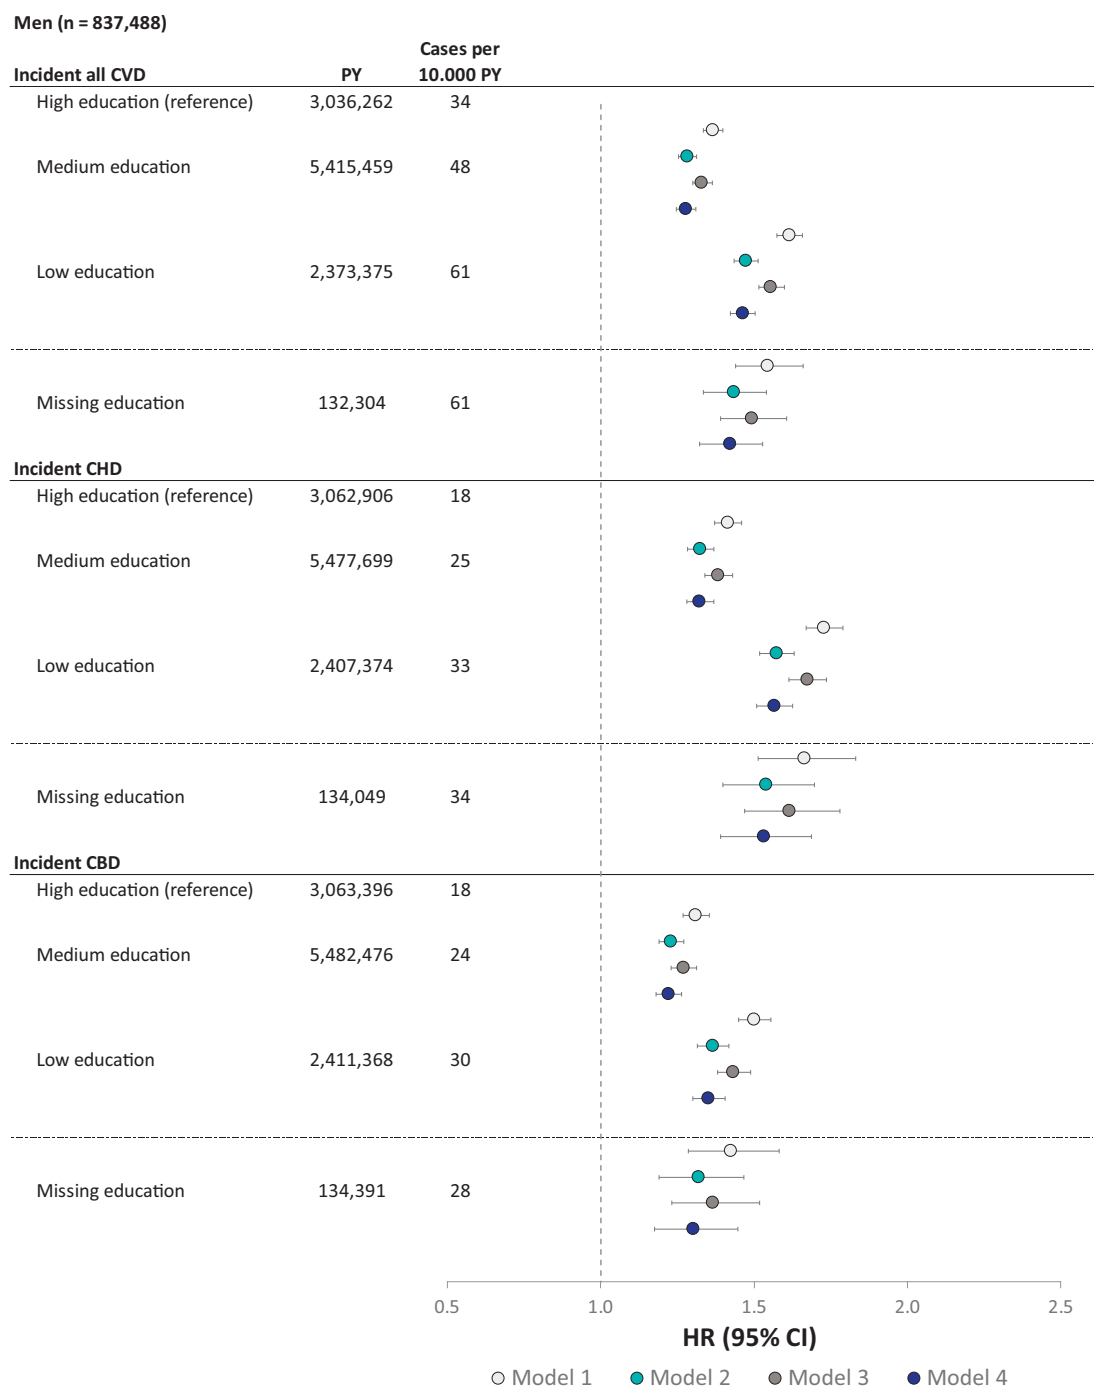 Men (n = 837,488)
Cases per
Incident all CVD PY 10.000 PY
High education (reference) 3,036,262 34
Medium education 5,415,459 48
Low education 2,373,375 61
Missing education 132,304 61
Incident CHD
High education (reference) 3,062,906 18
Medium education 5,477,699 25
Low education 2,407,374 33
Missing education 134,049 34
Incident CBD
High education (reference) 3,063,396 18
Medium education 5,482,476 24
Low education 2,411,368 30
Missing education 134,391 28
0.5 1.0 1.5 2.0 2.5
HR (95% CI)
Model 1 Model 2 Model 3 Model 4